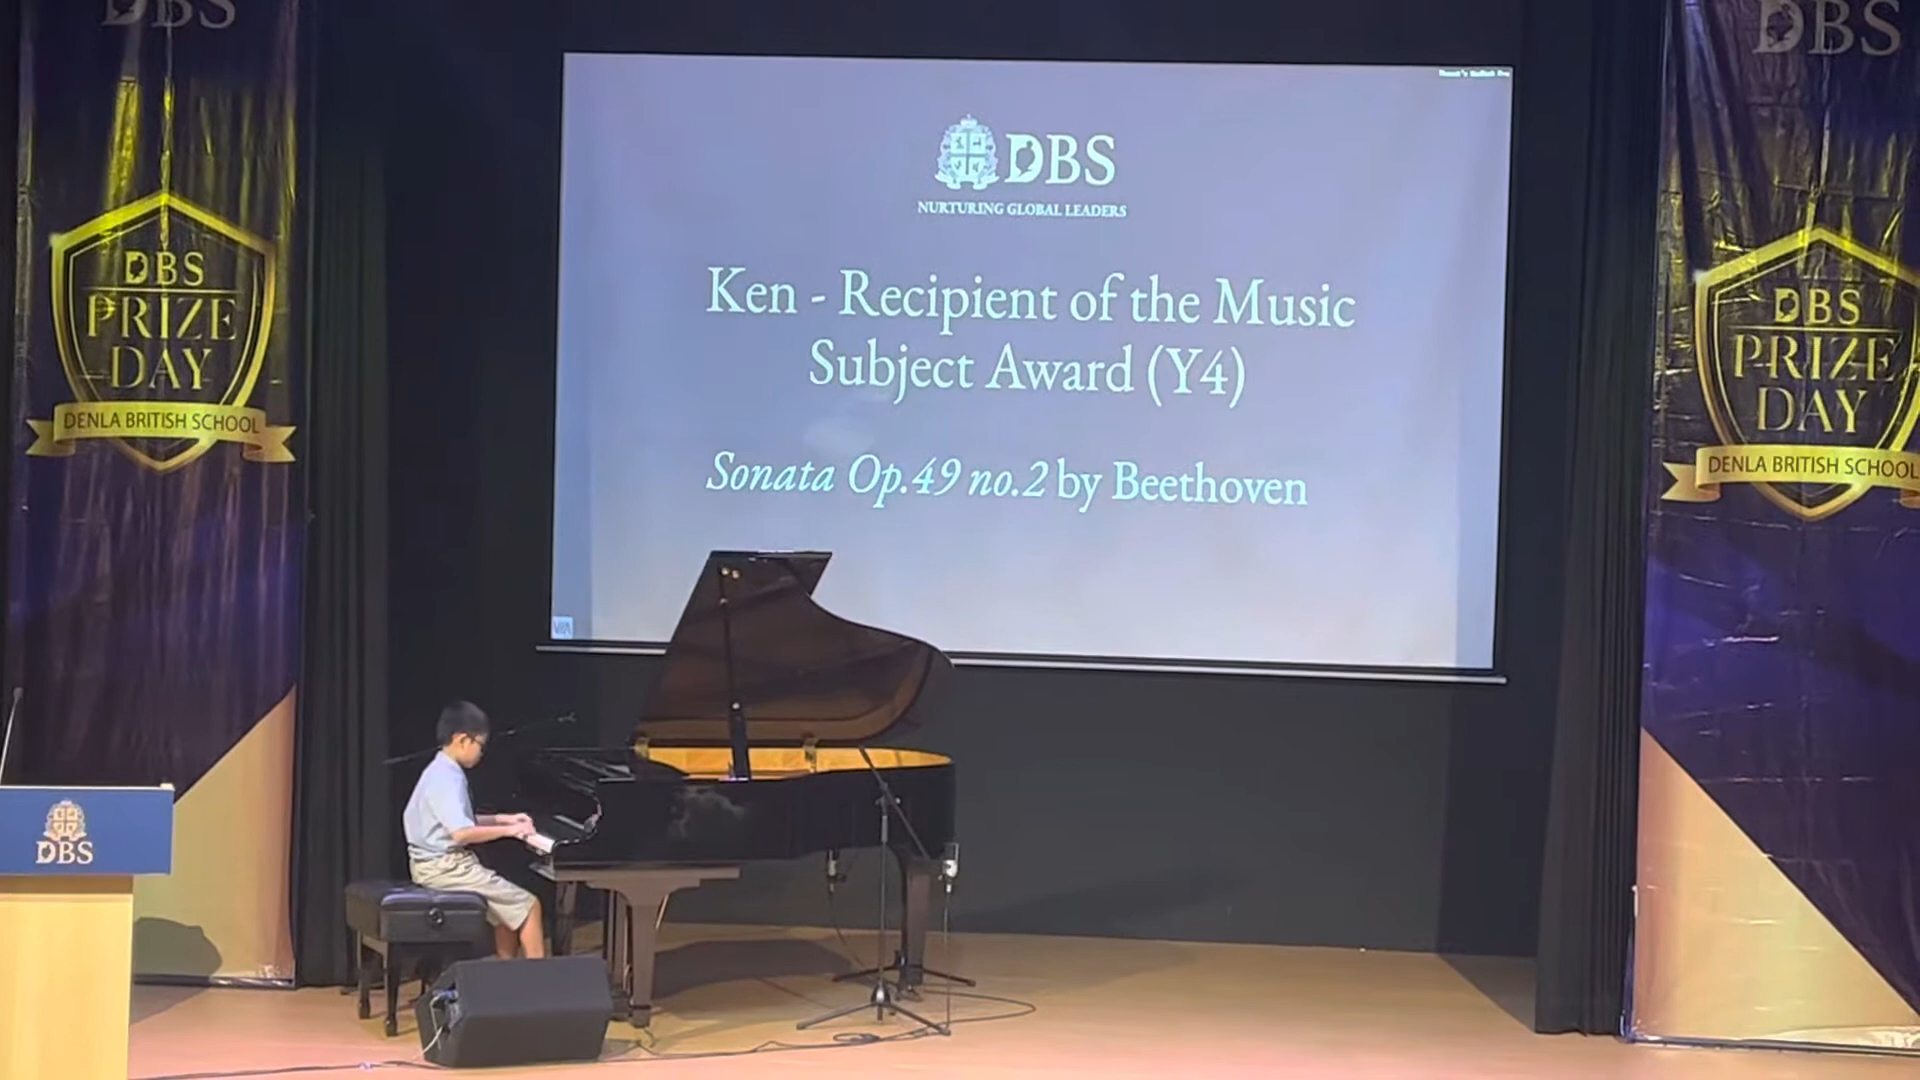 DBS
DBS
PRIZE
DAY
DENLA BRITISH SCHOOL
DBS
NURTURING GLOBAL LEADERS
Ken - Recipient of the Music
Subject Award (Y4)
Sonata Op.49 no.2 by Beethoven
DBS
DBS
PRIZE
DAY
DENLA BRITISH SCHOOL
DBS